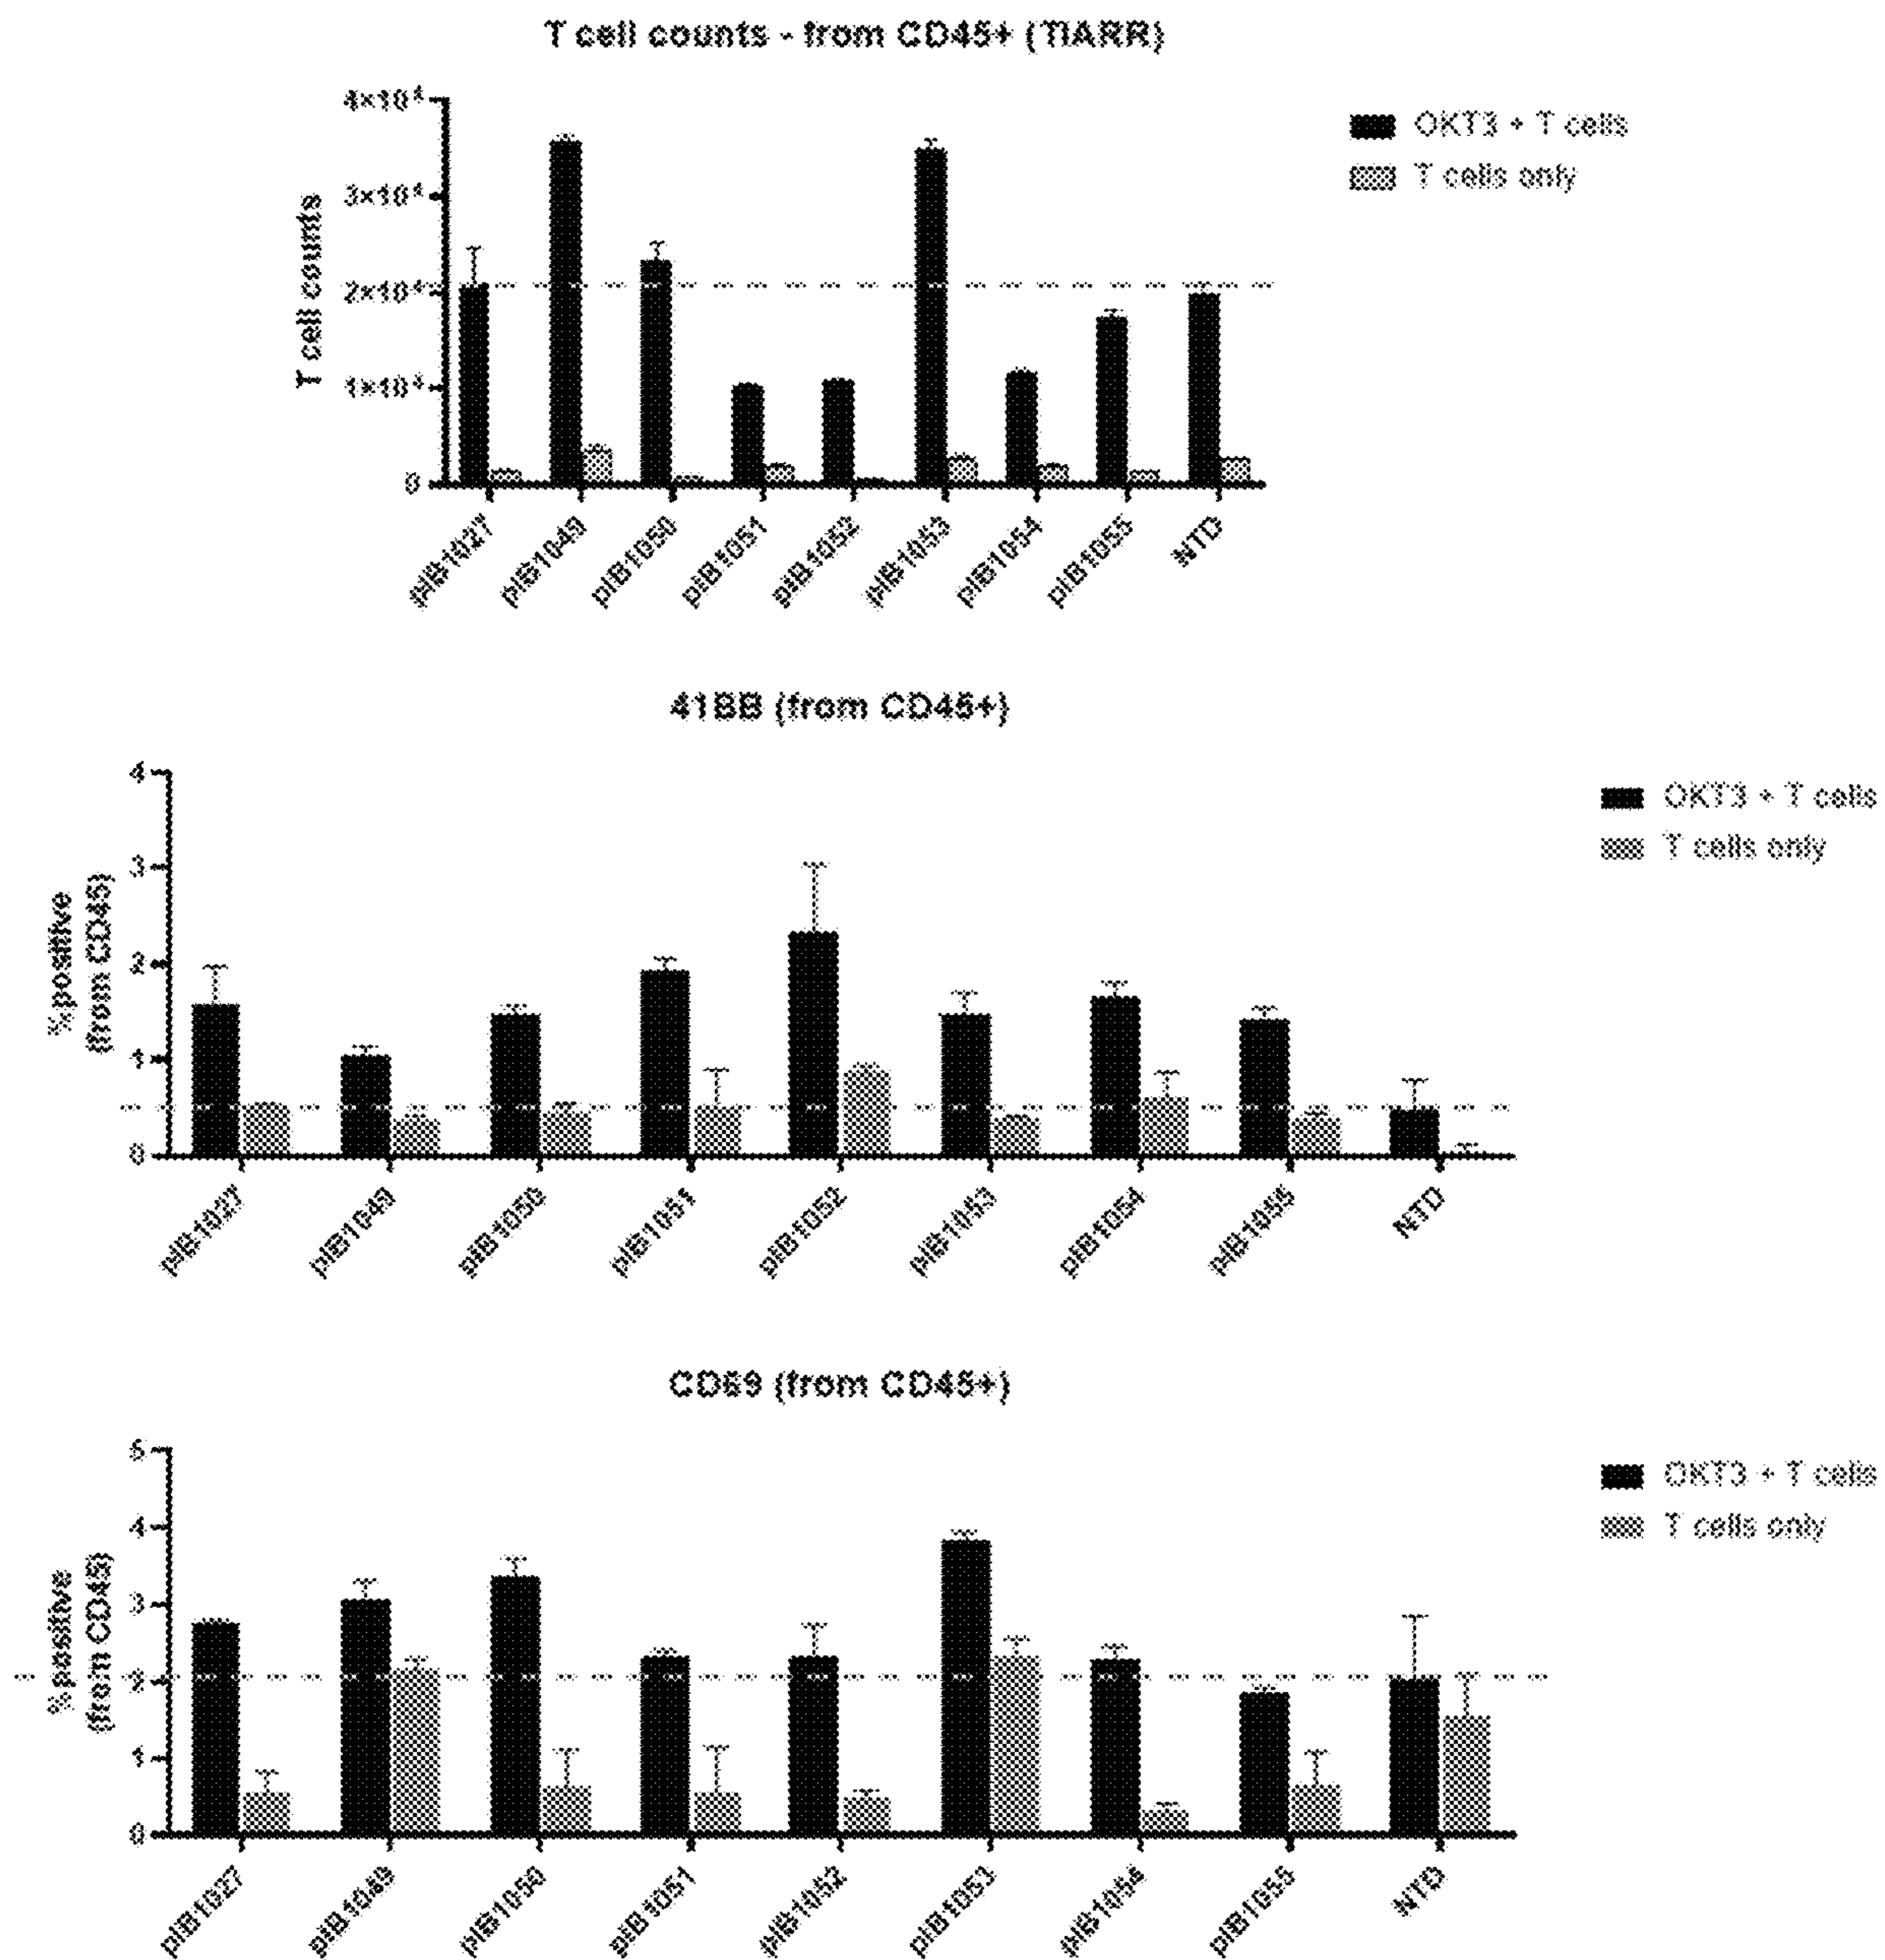 T cell counts - from CD45+ (TIARR)
4×10⁴
3×10⁴
2×10⁴
1×10⁴
0
T cell counts
OKT3 + T cells
T cells only
pIB1027
pIB1049
pIB1050
pIB1051
pIB1052
pIB1053
pIB1054
pIB1055
NTD
41BB (from CD45+)
4
3
2
1
0
%positive
(from CD45)
OKT3 + T cells
T cells only
pIB1027
pIB1049
pIB1050
pIB1051
pIB1052
pIB1053
pIB1054
pIB1055
NTD
CD69 (from CD45+)
5
4
3
2
1
0
%positive
(from CD45)
OKT3 + T cells
T cells only
pIB1027
pIB1049
pIB1050
pIB1051
pIB1052
pIB1053
pIB1054
pIB1055
NTD